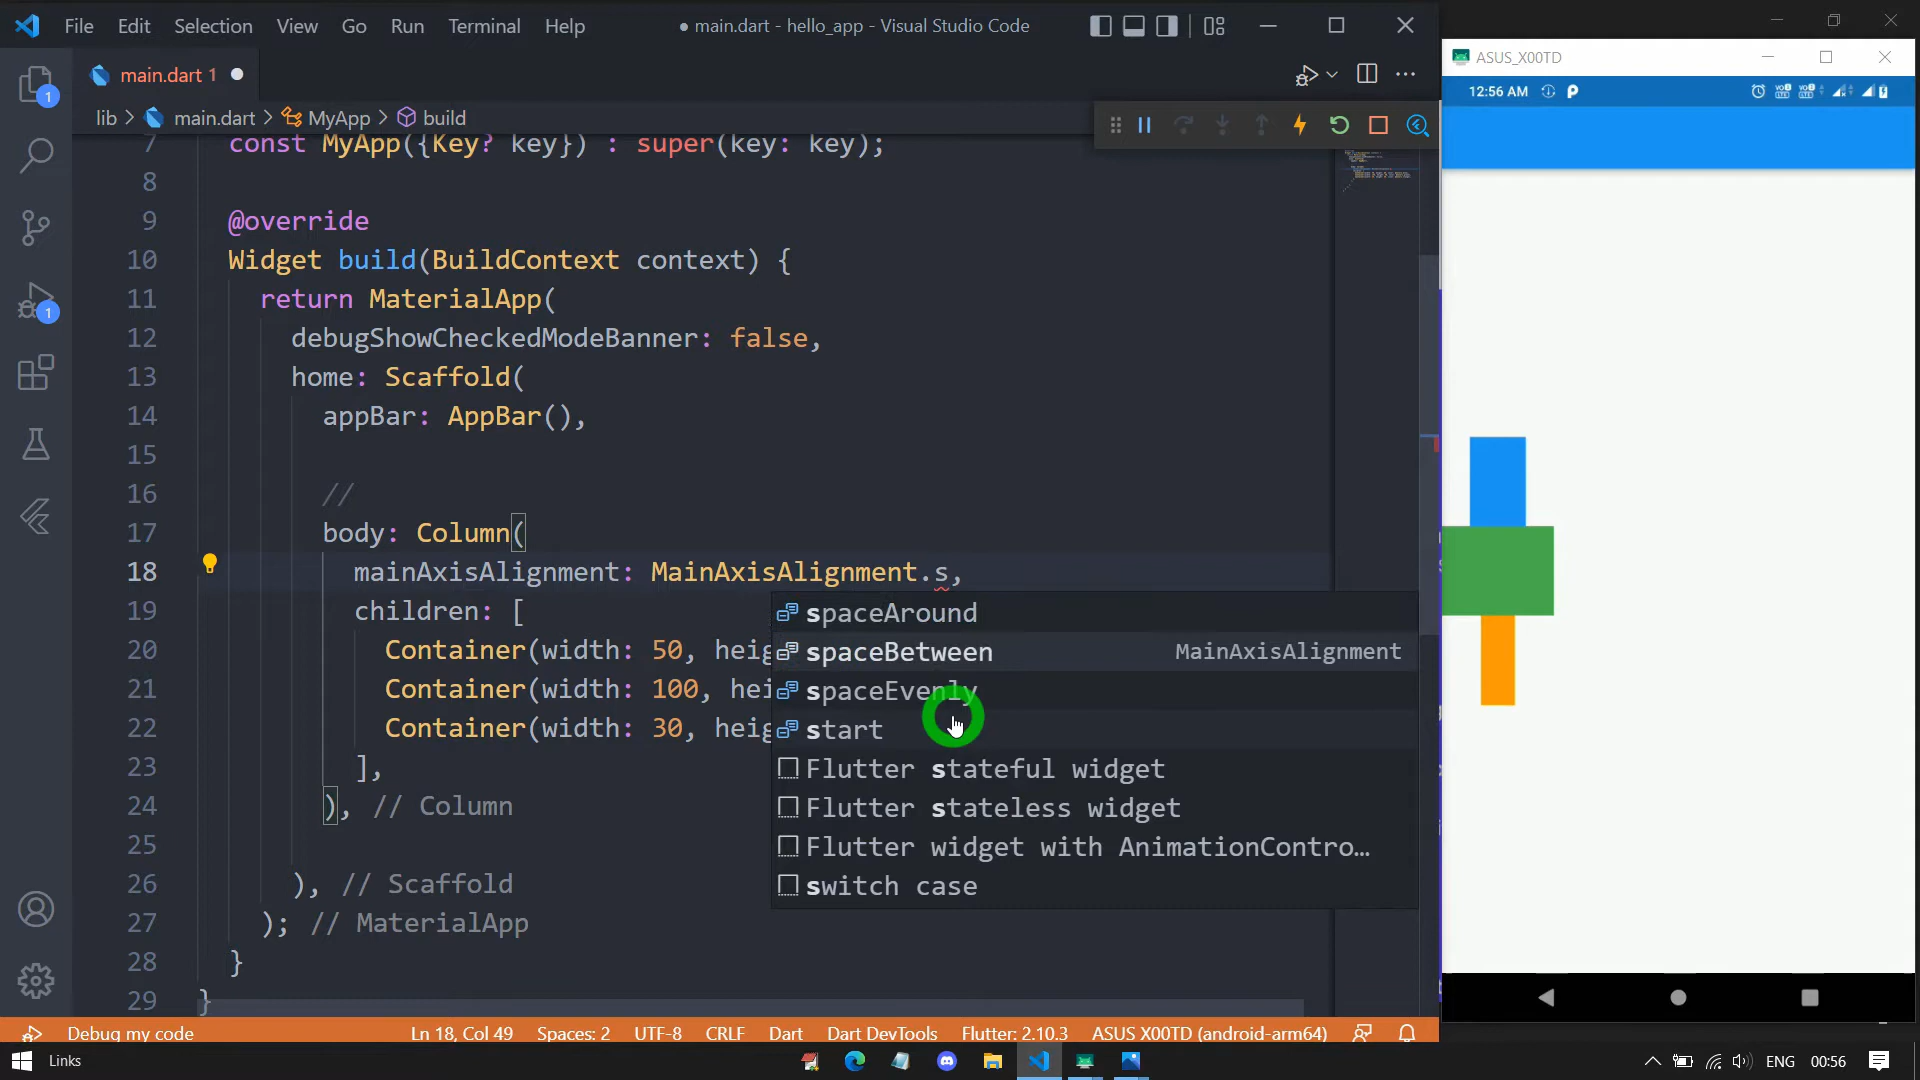 File Edit Selection View Go Run Terminal Help ● main.dart - hello_app - Visual Studio Code
ASUS_X00TD
main.dart 1 ●
12:56 AM
lib > main.dart > MyApp > build
7 const MyApp({Key? key}) : super(key: key);
8
9 @override
10 Widget build(BuildContext context) {
11 return MaterialApp(
12 debugShowCheckedModeBanner: false,
13 home: Scaffold(
14 appBar: AppBar(),
15
16 //
17 body: Column(
18 mainAxisAlignment: MainAxisAlignment.s,
19 children: [
20 Container(width: 50, heig
21 Container(width: 100, hei
22 Container(width: 30, heig
23 ],
24 ), // Column
25
26 ), // Scaffold
27 ); // MaterialApp
28 }
29 }
spaceAround
spaceBetween MainAxisAlignment
spaceEvenly
start
Flutter stateful widget
Flutter stateless widget
Flutter widget with AnimationContro...
switch case
1
1
Debug my code Ln 18, Col 49 Spaces: 2 UTF-8 CRLF Dart Dart DevTools Flutter: 2.10.3 ASUS X00TD (android-arm64)
Links ENG 00:56